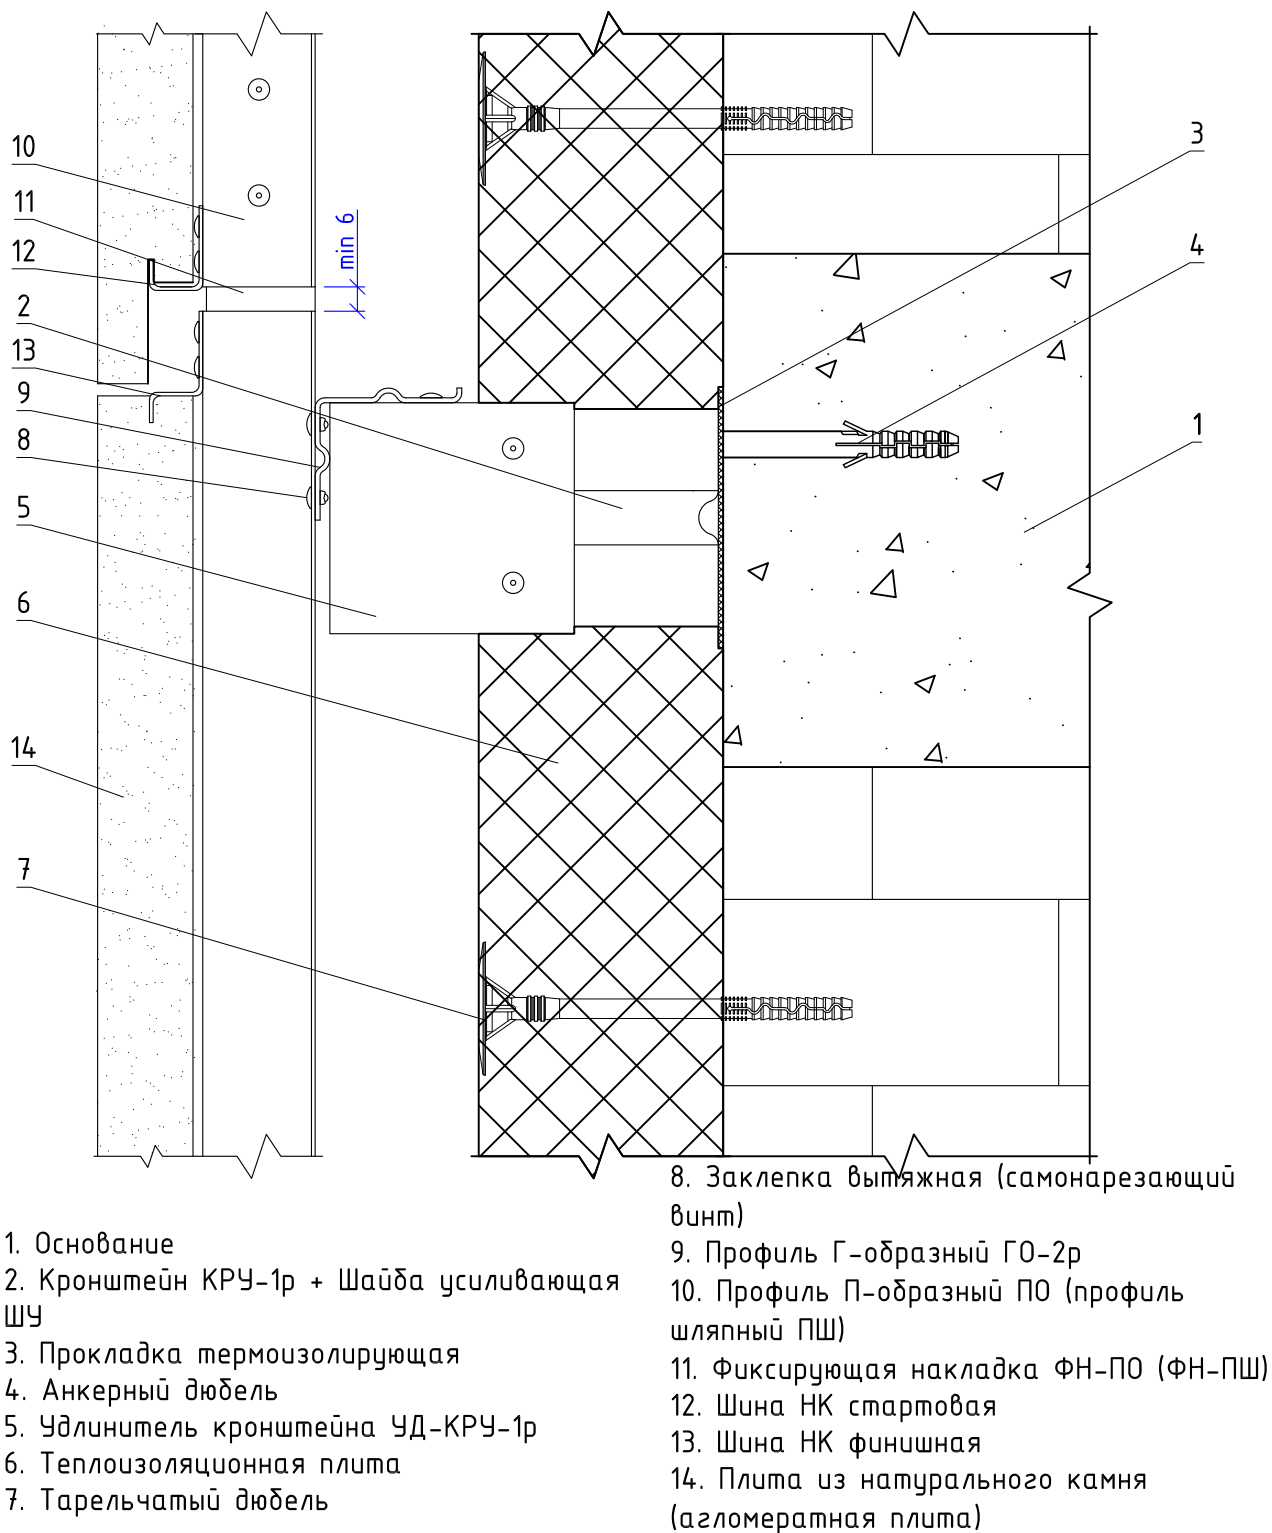 10
11
12
2
13
9
8
5
6
14
7
min 6
3
4
1
1. Основание
2. Кронштейн КРУ-1р + Шайба усиливающая
ШУ
3. Прокладка термоизолирующая
4. Анкерный дюбель
5. Удлинитель кронштейна УД-КРУ-1р
6. Теплоизоляционная плита
7. Тарельчатый дюбель
8. Заклепка вытяжная (самонарезающий
винт)
9. Профиль Г-образный ГО-2р
10. Профиль П-образный ПО (профиль
шляпный ПШ)
11. Фиксирующая накладка ФН-ПО (ФН-ПШ)
12. Шина НК стартовая
13. Шина НК финишная
14. Плита из натурального камня
(агломератная плита)